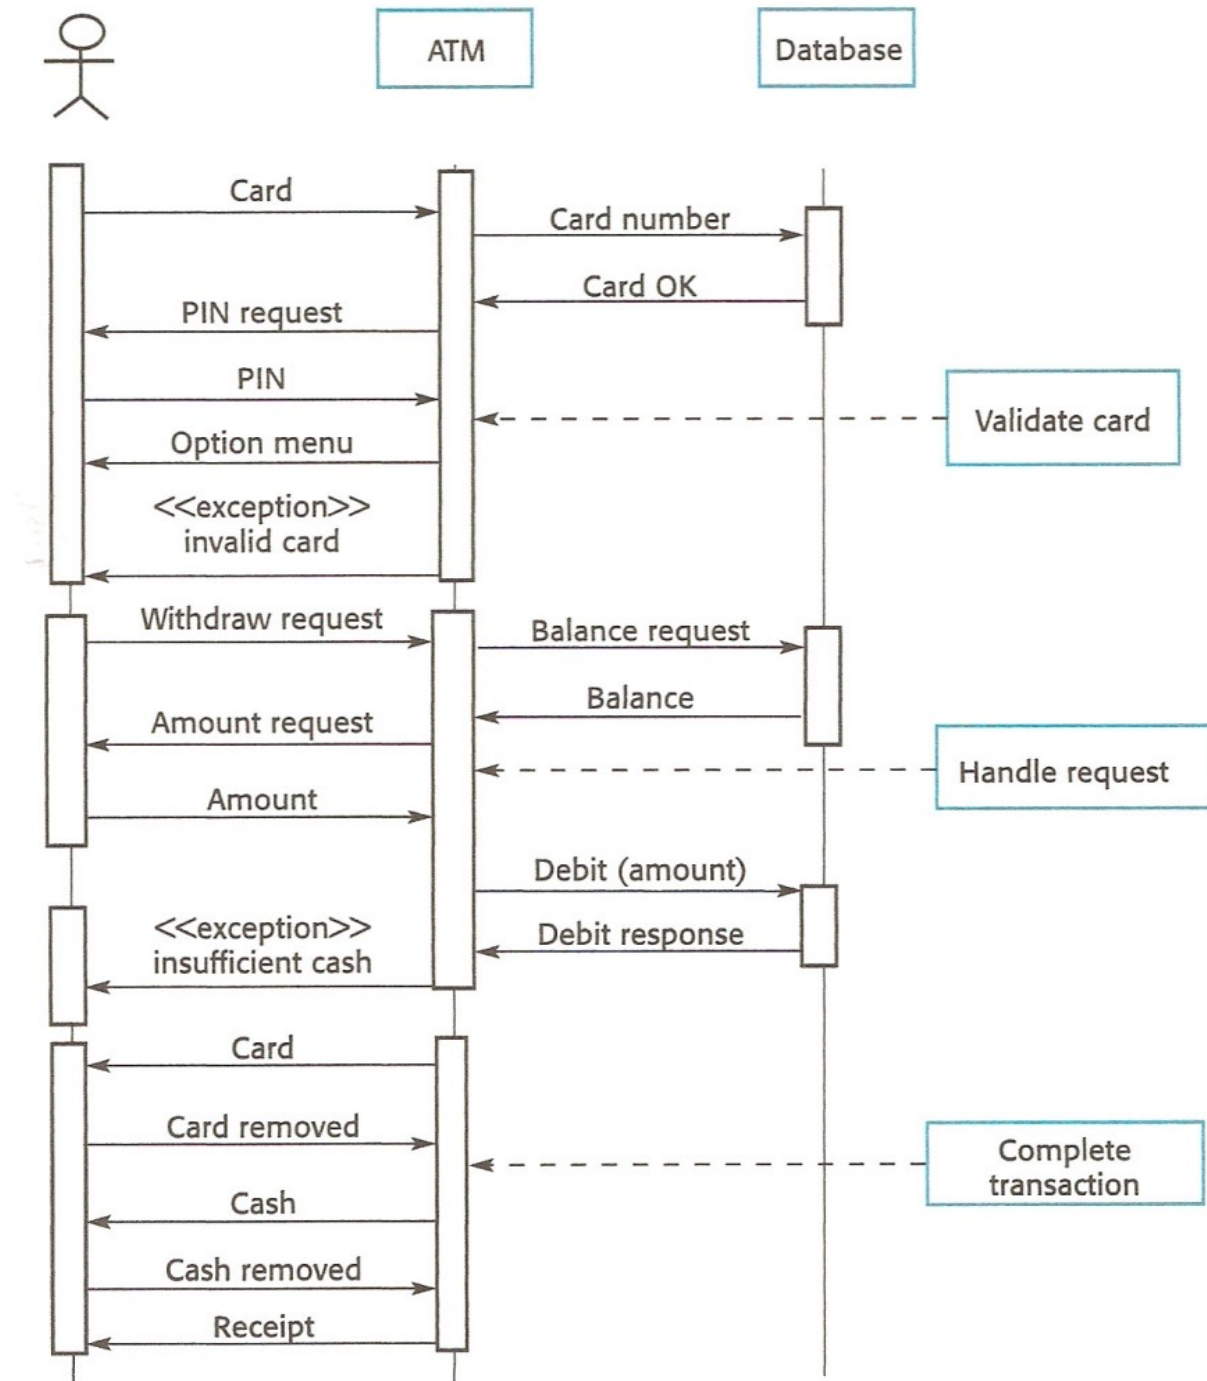 ATM
Database
Card
Card number
Card OK
PIN request
PIN
Validate card
Option menu
<<exception>>
invalid card
Withdraw request
Balance request
Balance
Amount request
Handle request
Amount
Debit (amount)
<<exception>>
Debit response
insufficient cash
Card
Card removed
Complete
transaction
Cash
Cash removed
Receipt